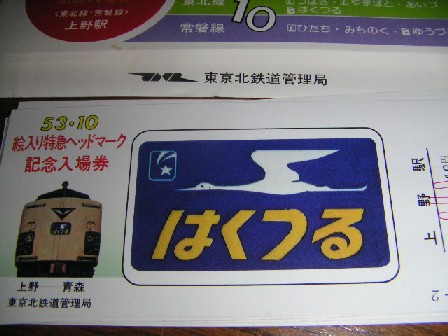 (東北線・常磐線)
上野駅
東北線
はくつる
常磐線
ひたち・みちのく・ゆうづ
10
東京北鉄道管理局
53・10
絵入り特急ヘッドマーク
記念入場券
はくつる
上野——青森
東京北鉄道管理局
上野駅